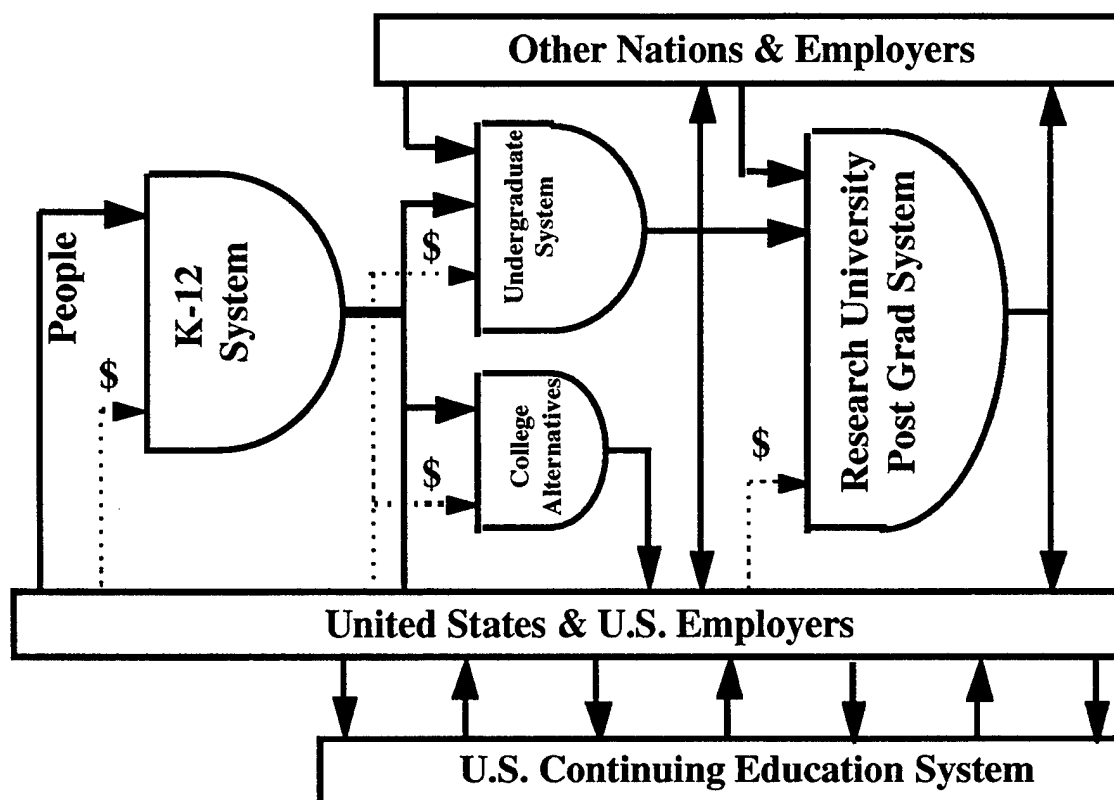 Other Nations & Employers
People
$
K-12
System
$
Undergraduate
System
$
College
Alternatives
$
Research University
Post Grad System
United States & U.S. Employers
U.S. Continuing Education System